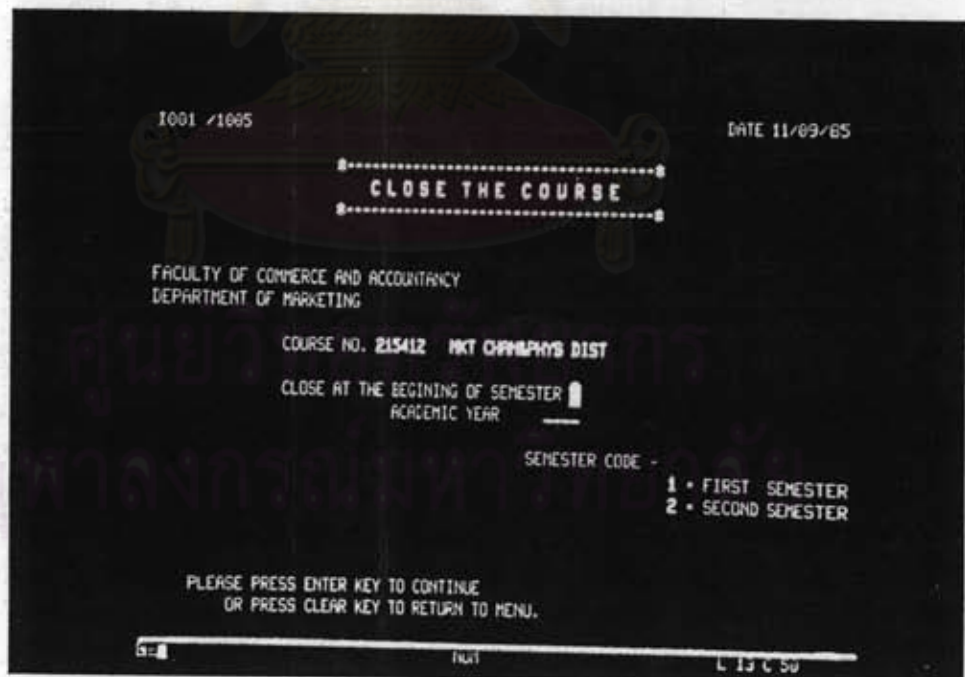 I001 /1005
DATE 11/09/85
CLOSE THE COURSE
FACULTY OF COMMERCE AND ACCOUNTANCY
DEPARTMENT OF MARKETING
COURSE NO. 215412 MKT CHAN&PHYS DIST
CLOSE AT THE BEGINING OF SEMESTER
ACADEMIC YEAR ____
SEMESTER CODE -
1 = FIRST SEMESTER
2 = SECOND SEMESTER
PLEASE PRESS ENTER KEY TO CONTINUE
OR PRESS CLEAR KEY TO RETURN TO MENU.
NUM
L 13 C 50